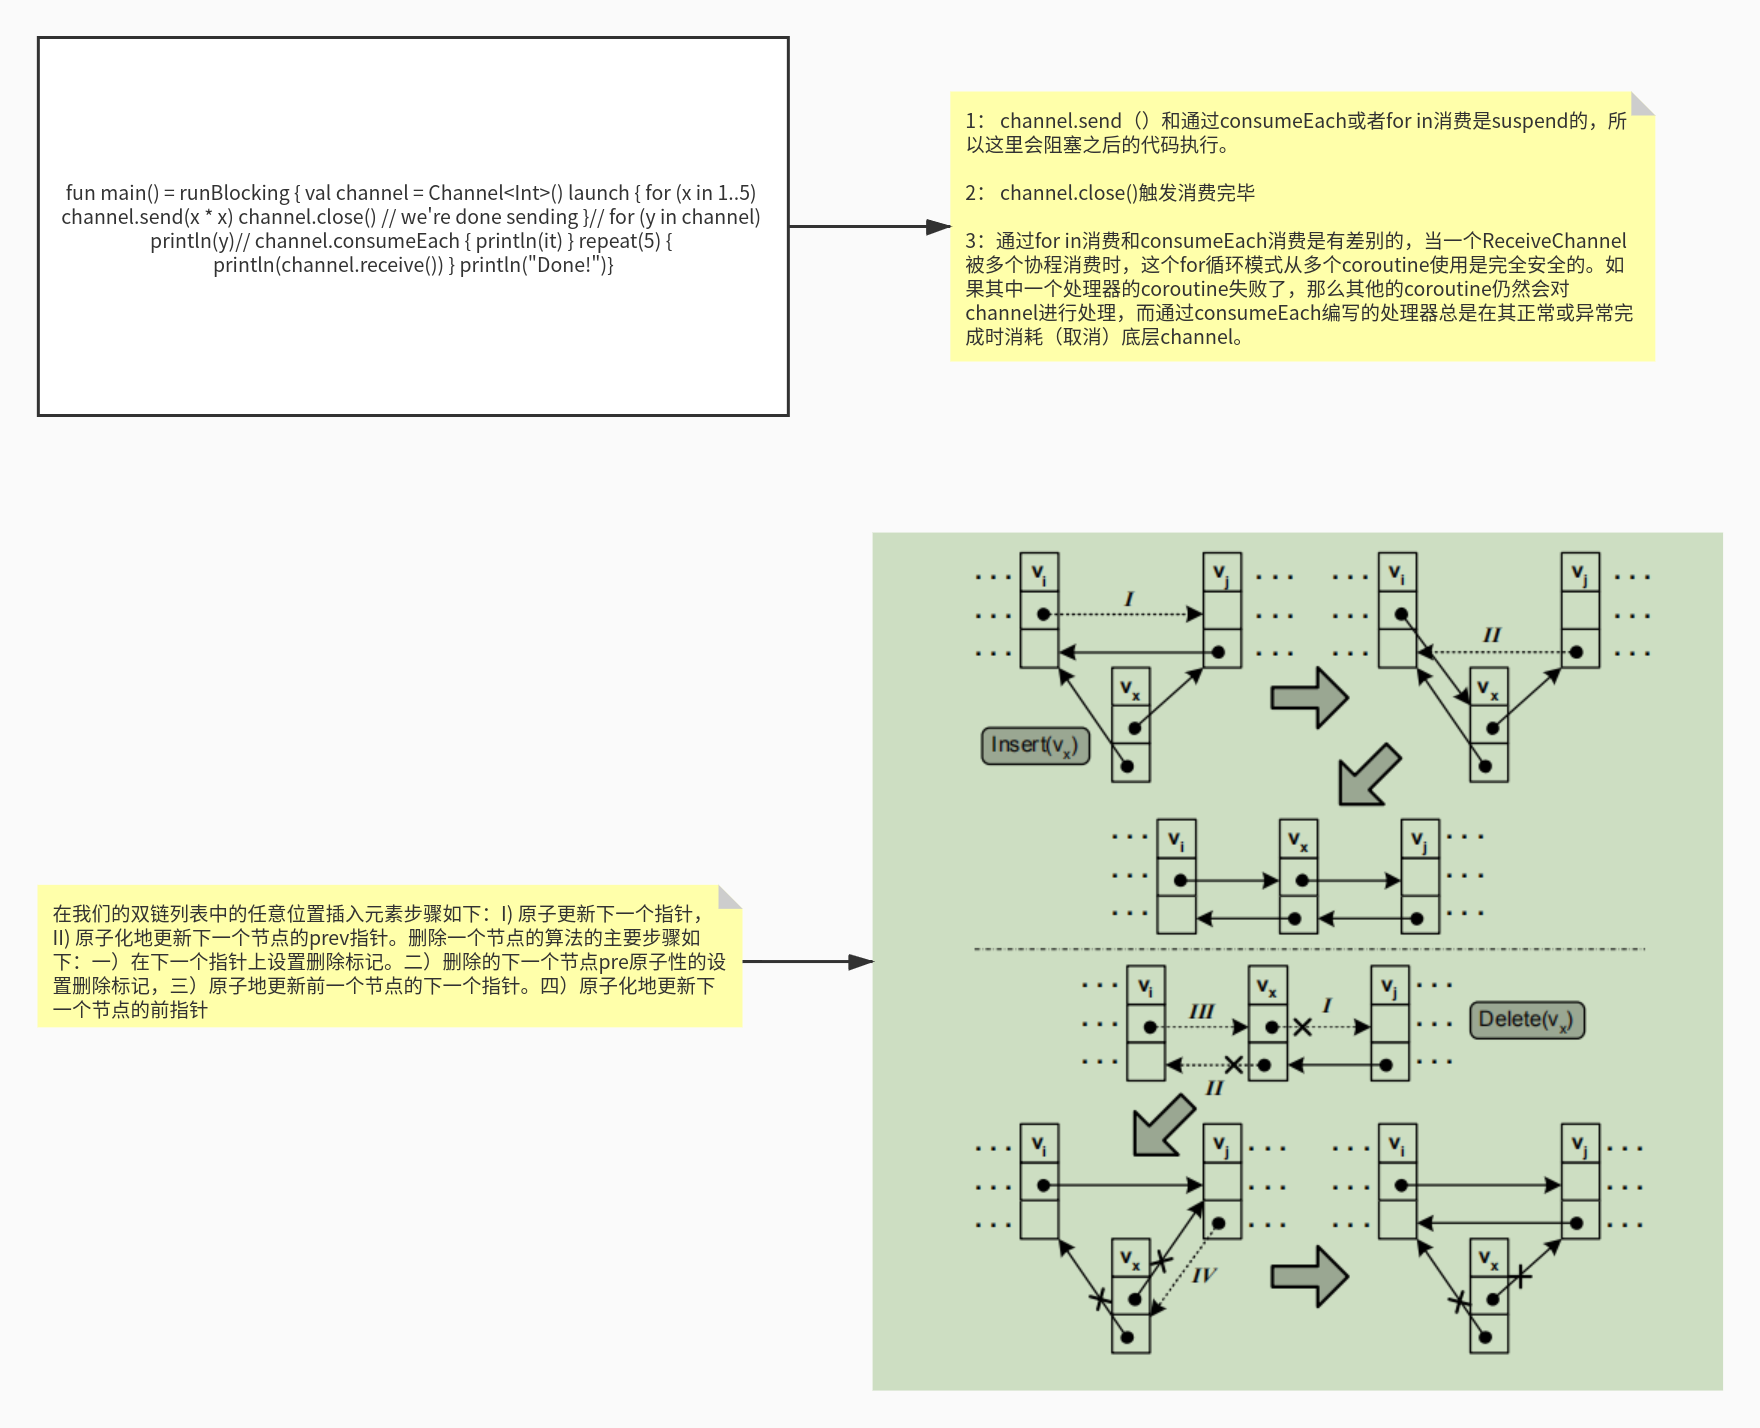 fun main() = runBlocking { val channel = Channel<Int>() launch { for (x in 1..5)
channel.send(x * x) channel.close() // we're done sending }// for (y in channel)
println(y)// channel.consumeEach { println(it) } repeat(5) {
println(channel.receive()) } println("Done!")}
1： channel.send（）和通过consumeEach或者for in消费是suspend的，所
以这里会阻塞之后的代码执行。
2： channel.close()触发消费完毕
3：通过for in消费和consumeEach消费是有差别的，当一个ReceiveChannel
被多个协程消费时，这个for循环模式从多个coroutine使用是完全安全的。如
果其中一个处理器的coroutine失败了，那么其他的coroutine仍然会对
channel进行处理，而通过consumeEach编写的处理器总是在其正常或异常完
成时消耗（取消）底层channel。
在我们的双链列表中的任意位置插入元素步骤如下：I) 原子更新下一个指针，
II) 原子化地更新下一个节点的prev指针。删除一个节点的算法的主要步骤如
下：一）在下一个指针上设置删除标记。二）删除的下一个节点pre原子性的设
置删除标记，三）原子地更新前一个节点的下一个指针。四）原子化地更新下
一个节点的前指针
... vi vj ... ... vi vj ...
... I ... ... ...
... ... ... II ...
vx vx
Insert(vx)
... vi vx vj ...
... ...
... ...
... vi vx vj ...
... III I ... Delete(vx)
... ...
II
... vi vj ... ... vi vj ...
... ... ... ...
... ... ... ...
vx vx
IV